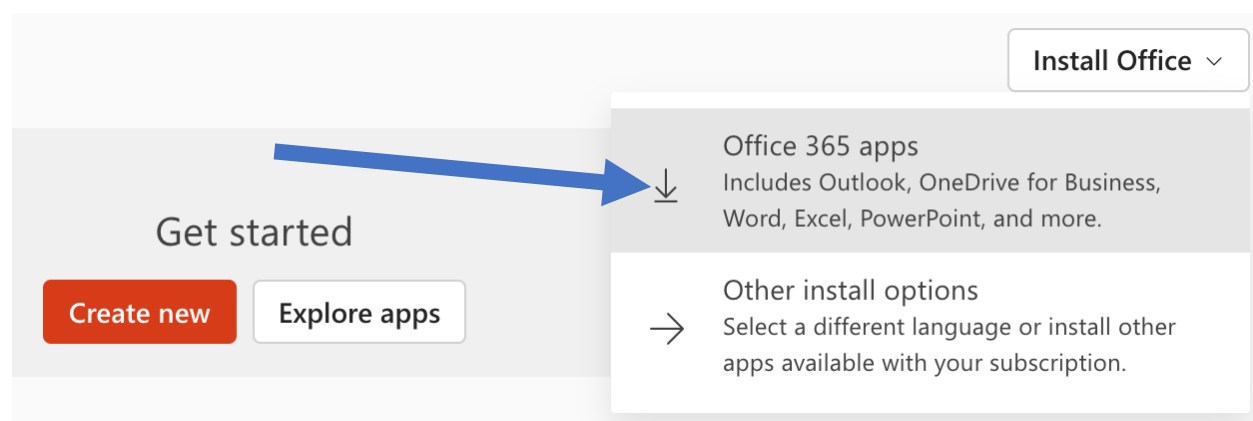 Install Office
Office 365 apps
Includes Outlook, OneDrive for Business,
Word, Excel, PowerPoint, and more.
Get started
Create new
Explore apps
Other install options
Select a different language or install other
apps available with your subscription.